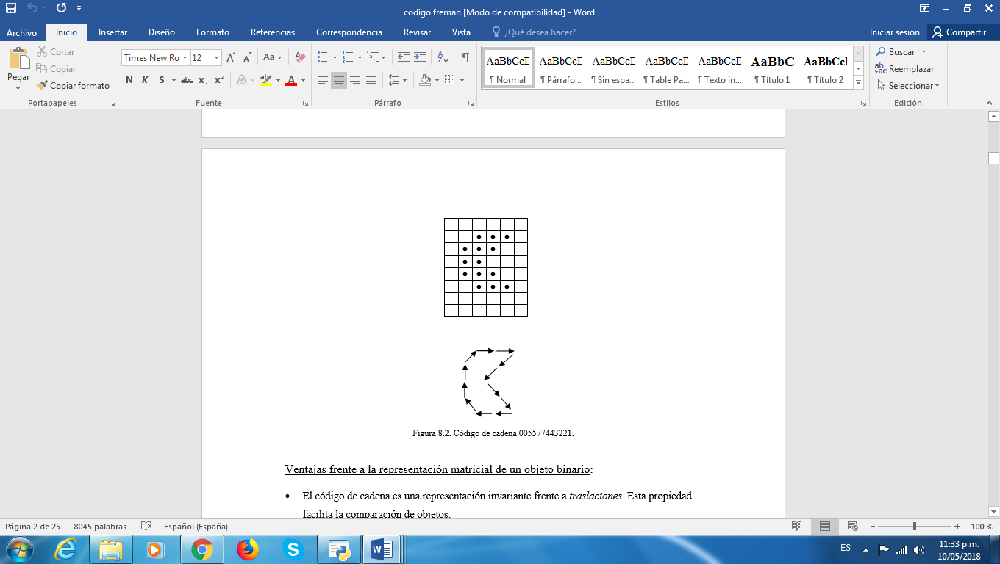 codigo freman [Modo de compatibilidad] - Word
Archivo Inicio Insertar Diseño Formato Referencias Correspondencia Revisar Vista ¿Qué desea hacer? Iniciar sesión Compartir
Pegar
Cortar
Copiar
Copiar formato
Portapapeles
Times New Ro 12
N K S abc x₂ x²
Fuente
Párrafo
AaBbCcD AaBbCcD AaBbCcD AaBbCcD AaBbCcD AaBbC AaBbCcI
¶ Normal ¶ Párrafo... ¶ Sin espa... ¶ Table Pa... ¶ Texto in... ¶ Título 1 ¶ Título 2
Estilos
Buscar
Reemplazar
Seleccionar
Edición
Figura 8.2. Código de cadena 005577443221.
Ventajas frente a la representación matricial de un objeto binario:
• El código de cadena es una representación invariante frente a traslaciones. Esta propiedad
facilita la comparación de objetos.
Página 2 de 25 8045 palabras Español (España) 100 %
ES
11:33 p.m.
10/05/2018